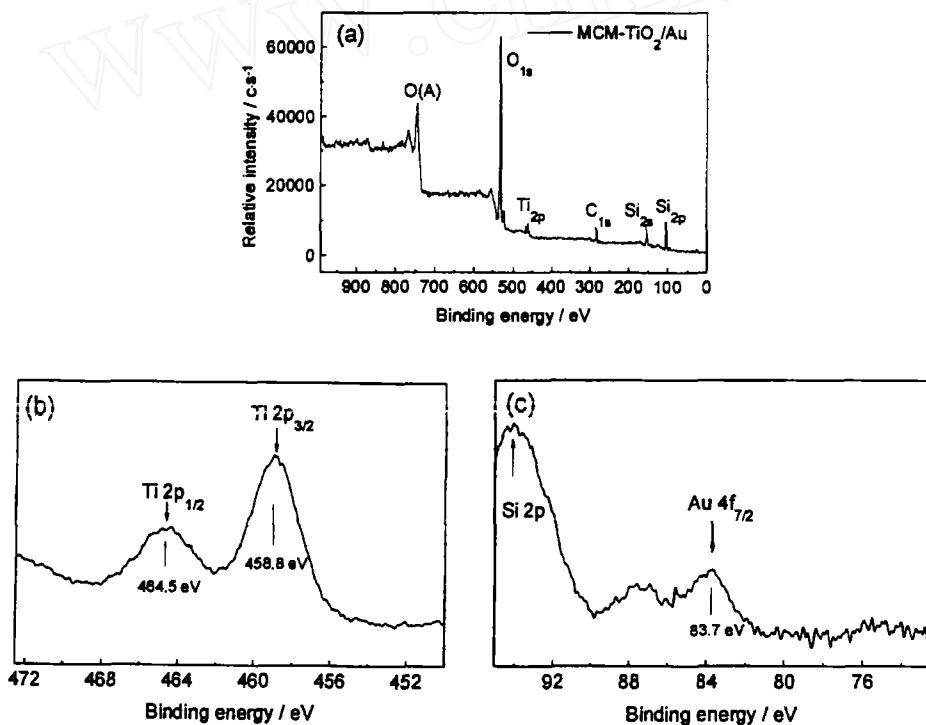 (a)
MCM-TiO2/Au
O1s
O(A)
Ti2p
C1s
Si2s
Si2p
Relative intensity / c·s-1
60000
40000
20000
0
900 800 700 600 500 400 300 200 100 0
Binding energy / eV
(b)
Ti 2p3/2
Ti 2p1/2
464.5 eV
458.8 eV
472 468 464 460 456 452
Binding energy / eV
(c)
Si 2p
Au 4f7/2
83.7 eV
92 88 84 80 76
Binding energy / eV